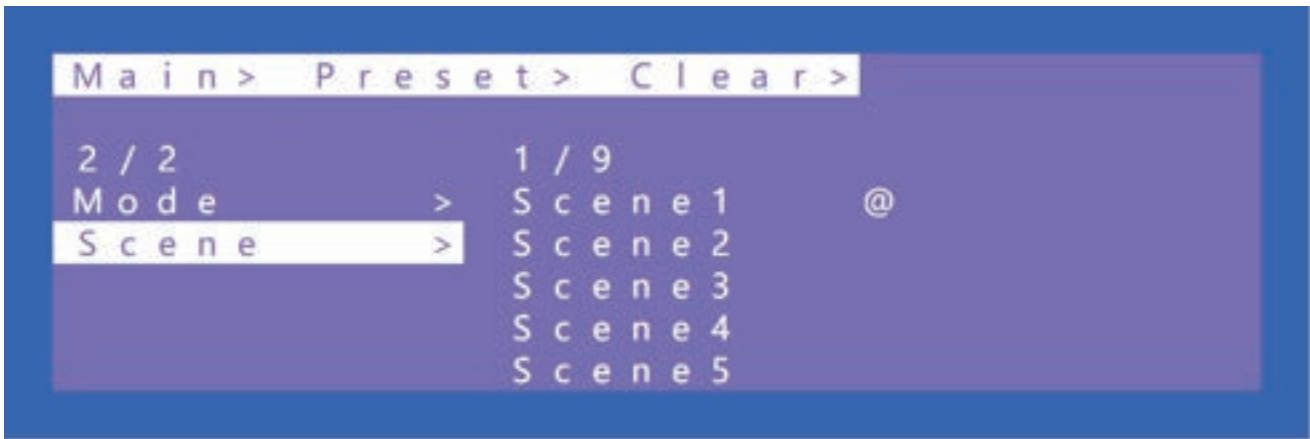 Main> Preset> Clear>
2/2 1/9
Mode > Scene1 @
Scene > Scene2
Scene3
Scene4
Scene5